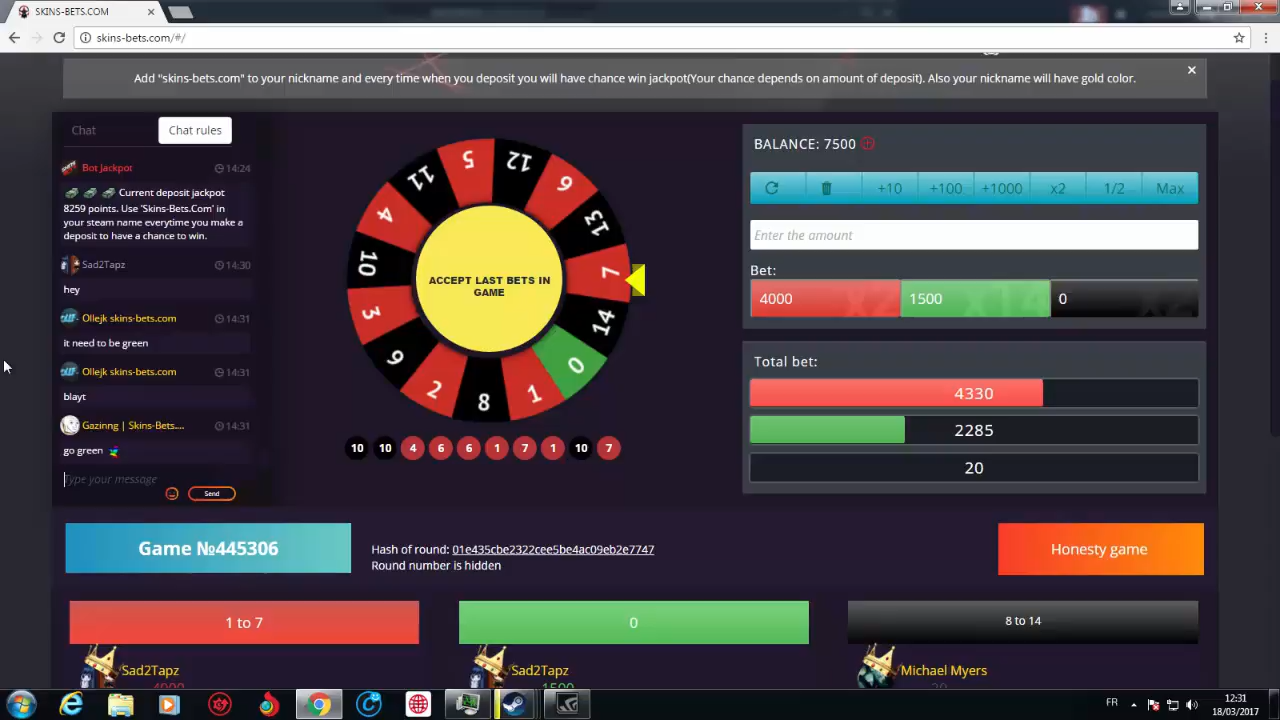 SKINS-BETS.COM
skins-bets.com/#/
Add "skins-bets.com" to your nickname and every time when you deposit you will have chance win jackpot(Your chance depends on amount of deposit). Also your nickname will have gold color.
Chat
Chat rules
Bot Jackpot
14:24
Current deposit jackpot
8259 points. Use 'Skins-Bets.Com' in
your steam name everytime you make a
deposit to have a chance to win.
Sad2Tapz
14:30
hey
Ollejk skins-bets.com
14:31
it need to be green
Ollejk skins-bets.com
14:31
blayt
Gazinng | Skins-Bets....
14:31
go green
Type your message
Send
5
12
6
13
7
14
0
1
8
2
9
3
10
4
11
ACCEPT LAST BETS IN
GAME
10 10 4 6 6 1 7 1 10 7
BALANCE: 7500
+10 +100 +1000 x2 1/2 Max
Enter the amount
Bet:
4000
x2
1500
x14
0
x2
Total bet:
4330
2285
20
Game №445306
Hash of round: 01e435cbe2322cee5be4ac09eb2e7747
Round number is hidden
Honesty game
1 to 7
0
8 to 14
Sad2Tapz
Sad2Tapz
Michael Myers
4000
1500
20
FR
12:31
18/03/2017